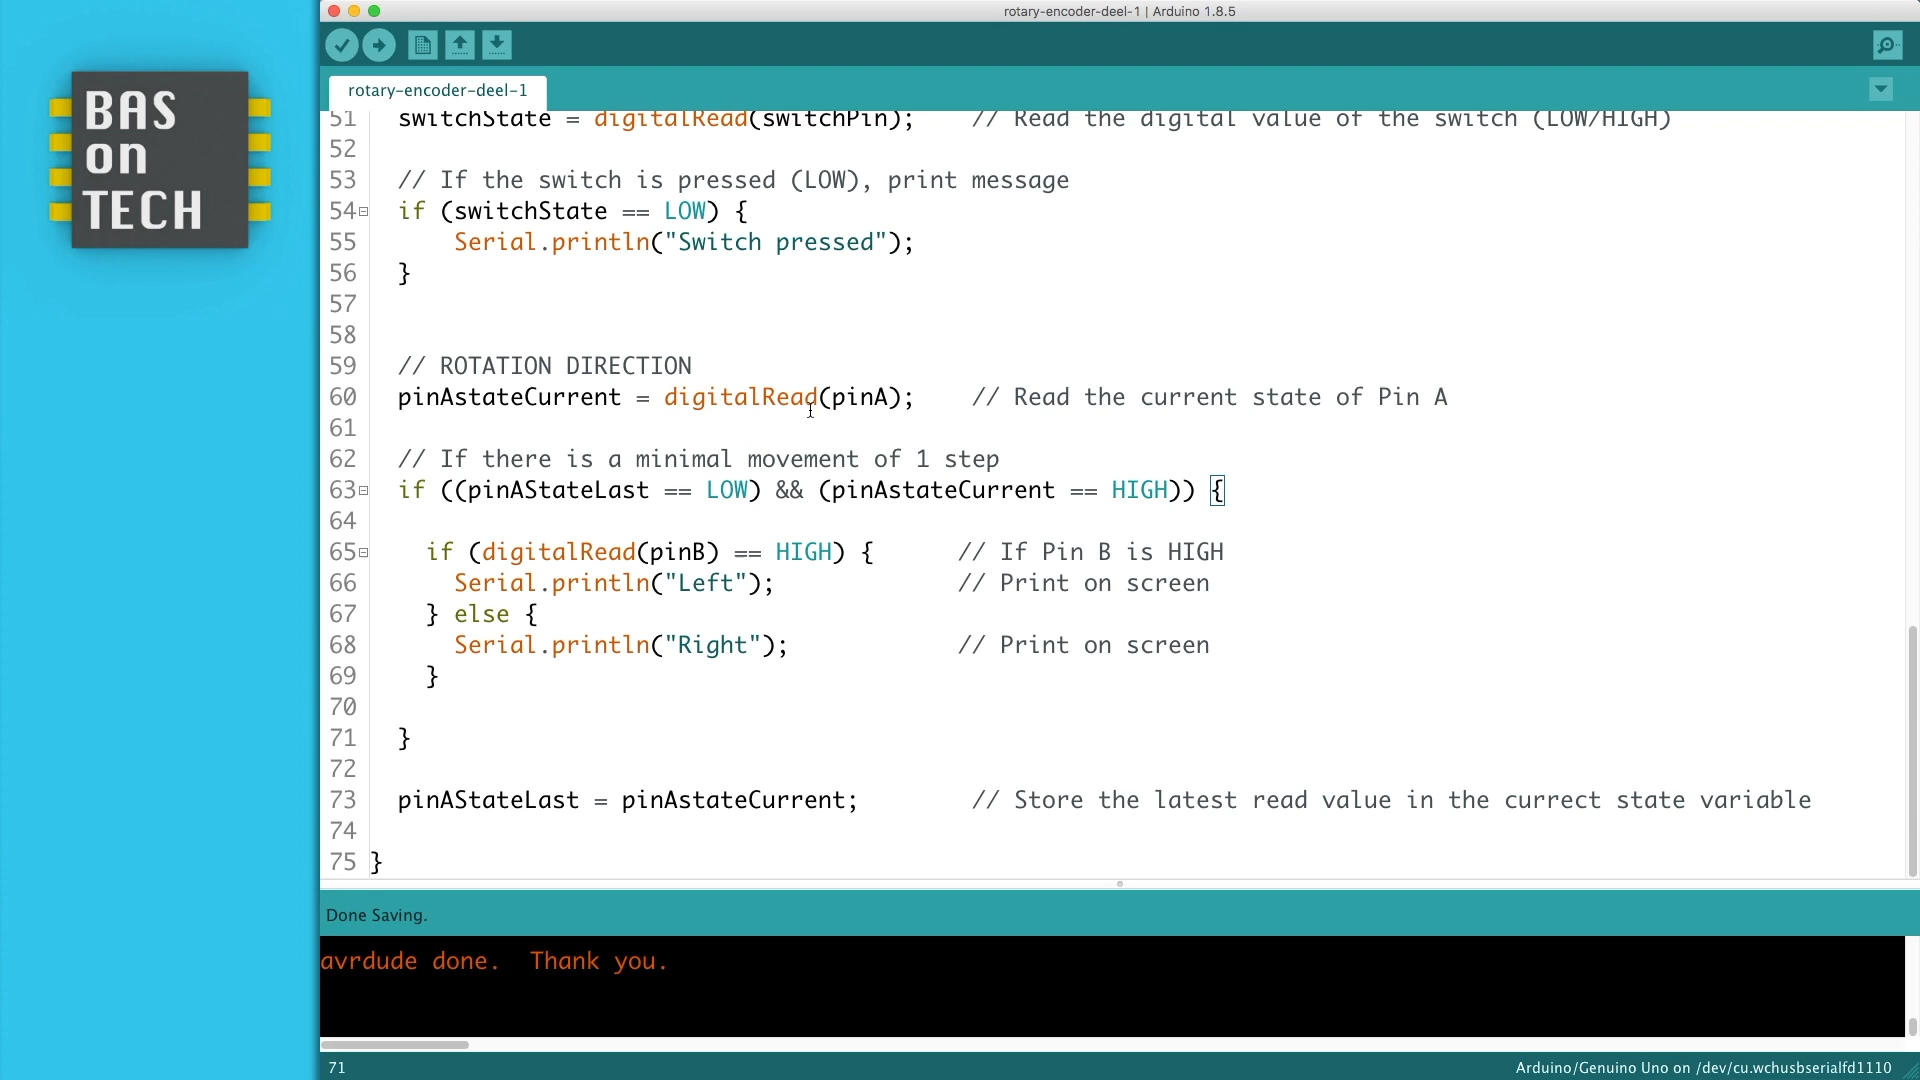 rotary-encoder-deel-1 | Arduino 1.8.5
BAS
on
TECH
rotary-encoder-deel-1
51 switchState = digitalRead(switchPin); // Read the digital value of the switch (LOW/HIGH)
52
53 // If the switch is pressed (LOW), print message
54 if (switchState == LOW) {
55 Serial.println("Switch pressed");
56 }
57
58
59 // ROTATION DIRECTION
60 pinAstateCurrent = digitalRead(pinA); // Read the current state of Pin A
61
62 // If there is a minimal movement of 1 step
63 if ((pinAStateLast == LOW) && (pinAstateCurrent == HIGH)) {
64
65 if (digitalRead(pinB) == HIGH) { // If Pin B is HIGH
66 Serial.println("Left"); // Print on screen
67 } else {
68 Serial.println("Right"); // Print on screen
69 }
70
71 }
72
73 pinAStateLast = pinAstateCurrent; // Store the latest read value in the currect state variable
74
75 }
Done Saving.
avrdude done. Thank you.
71
Arduino/Genuino Uno on /dev/cu.wchusbserialfd1110